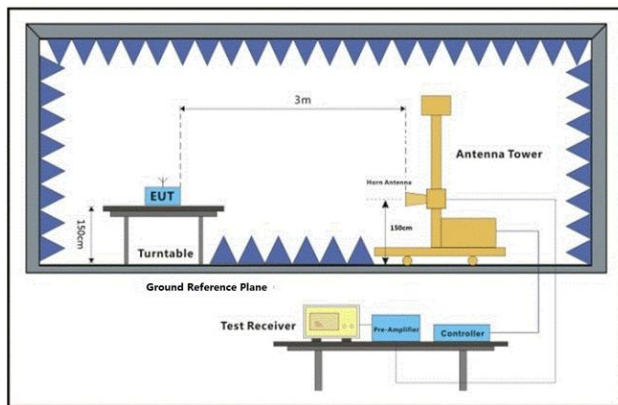 3m
Antenna Tower
Horn Antenna
EUT
150cm
150cm
Turntable
Ground Reference Plane
Test Receiver
Pre-Amplifier
Controller